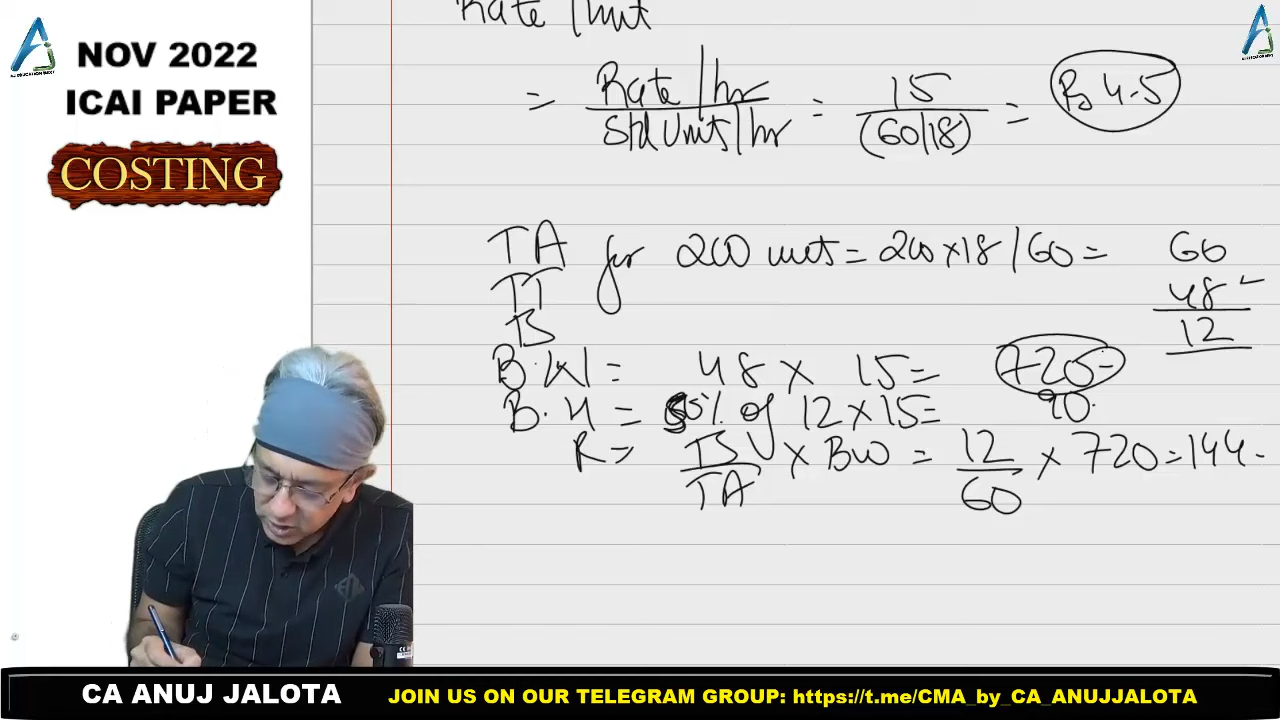 NOV 2022
ICAI PAPER
COSTING
Rate / unit
= Rate / hr / Std Units / hr = 15 / (60/18) = Rs 4.5
TA for 200 units = 200 × 18 / 60 = 60
TT 48
TS 12
B.W = 48 × 15 = 720
B.H = 50% of 12 × 15 = 90
R = TS / TA × BW = 12 / 60 × 720 = 144
CA ANUJ JALOTA
JOIN US ON OUR TELEGRAM GROUP: https://t.me/CMA_by_CA_ANUJJALOTA